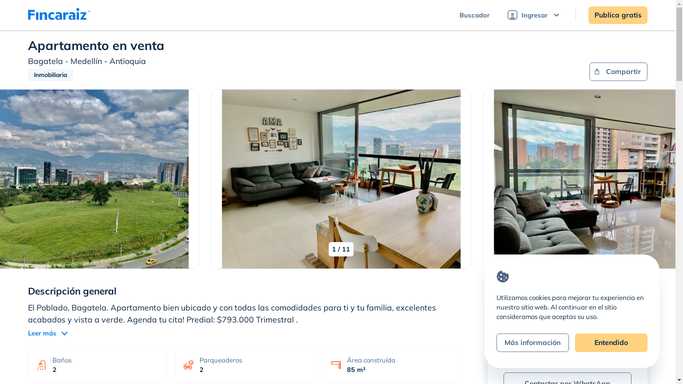 Fincaraiz
Buscador
Ingresar
Publica gratis
Apartamento en venta
Bagatela - Medellín - Antioquia
Inmobiliaria
Compartir
1 / 11
Descripción general
El Poblado, Bagatela. Apartamento bien ubicado y con todas las comodidades para ti y tu familia, excelentes
acabados y vista a verde. Agenda tu cita! Predial: $793.000 Trimestral .
Leer más
Baños
2
Parqueaderos
2
Área construida
85 m²
Utilizamos cookies para mejorar tu experiencia en
nuestro sitio web. Al continuar en el sitio
consideramos que aceptas su uso.
Más información
Entendido
Contactar por WhatsApp